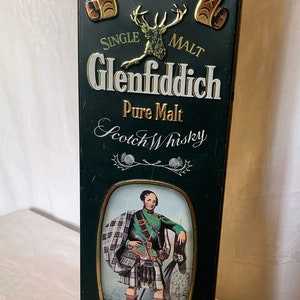 SINGLE MALT
Glenfiddich
Pure Malt
Scotch Whisky